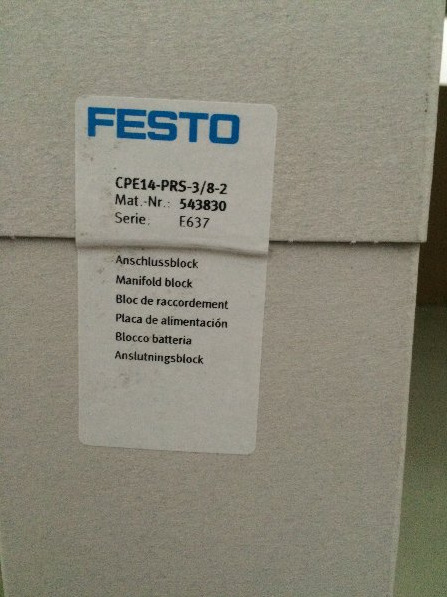 FESTO
CPE14-PRS-3/8-2
Mat.-Nr.: 543830
Serie: E637
Anschlussblock
Manifold block
Bloc de raccordement
Placa de alimentación
Blocco batteria
Anslutningsblock